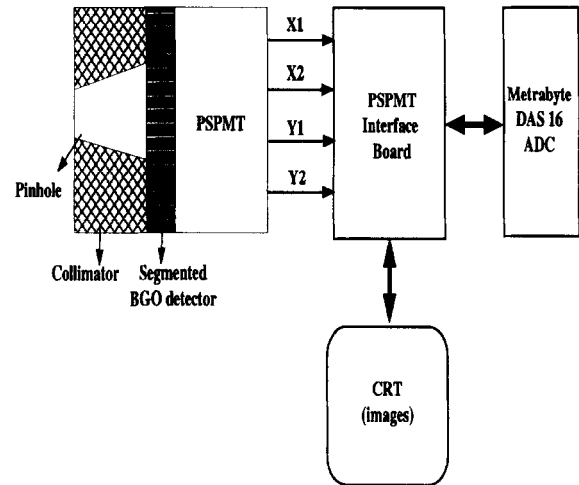 X1
X2
Y1
Y2
PSPMT
PSPMT
Interface
Board
Metrabyte
DAS 16
ADC
Pinhole
Collimator
Segmented
BGO detector
CRT
(images)